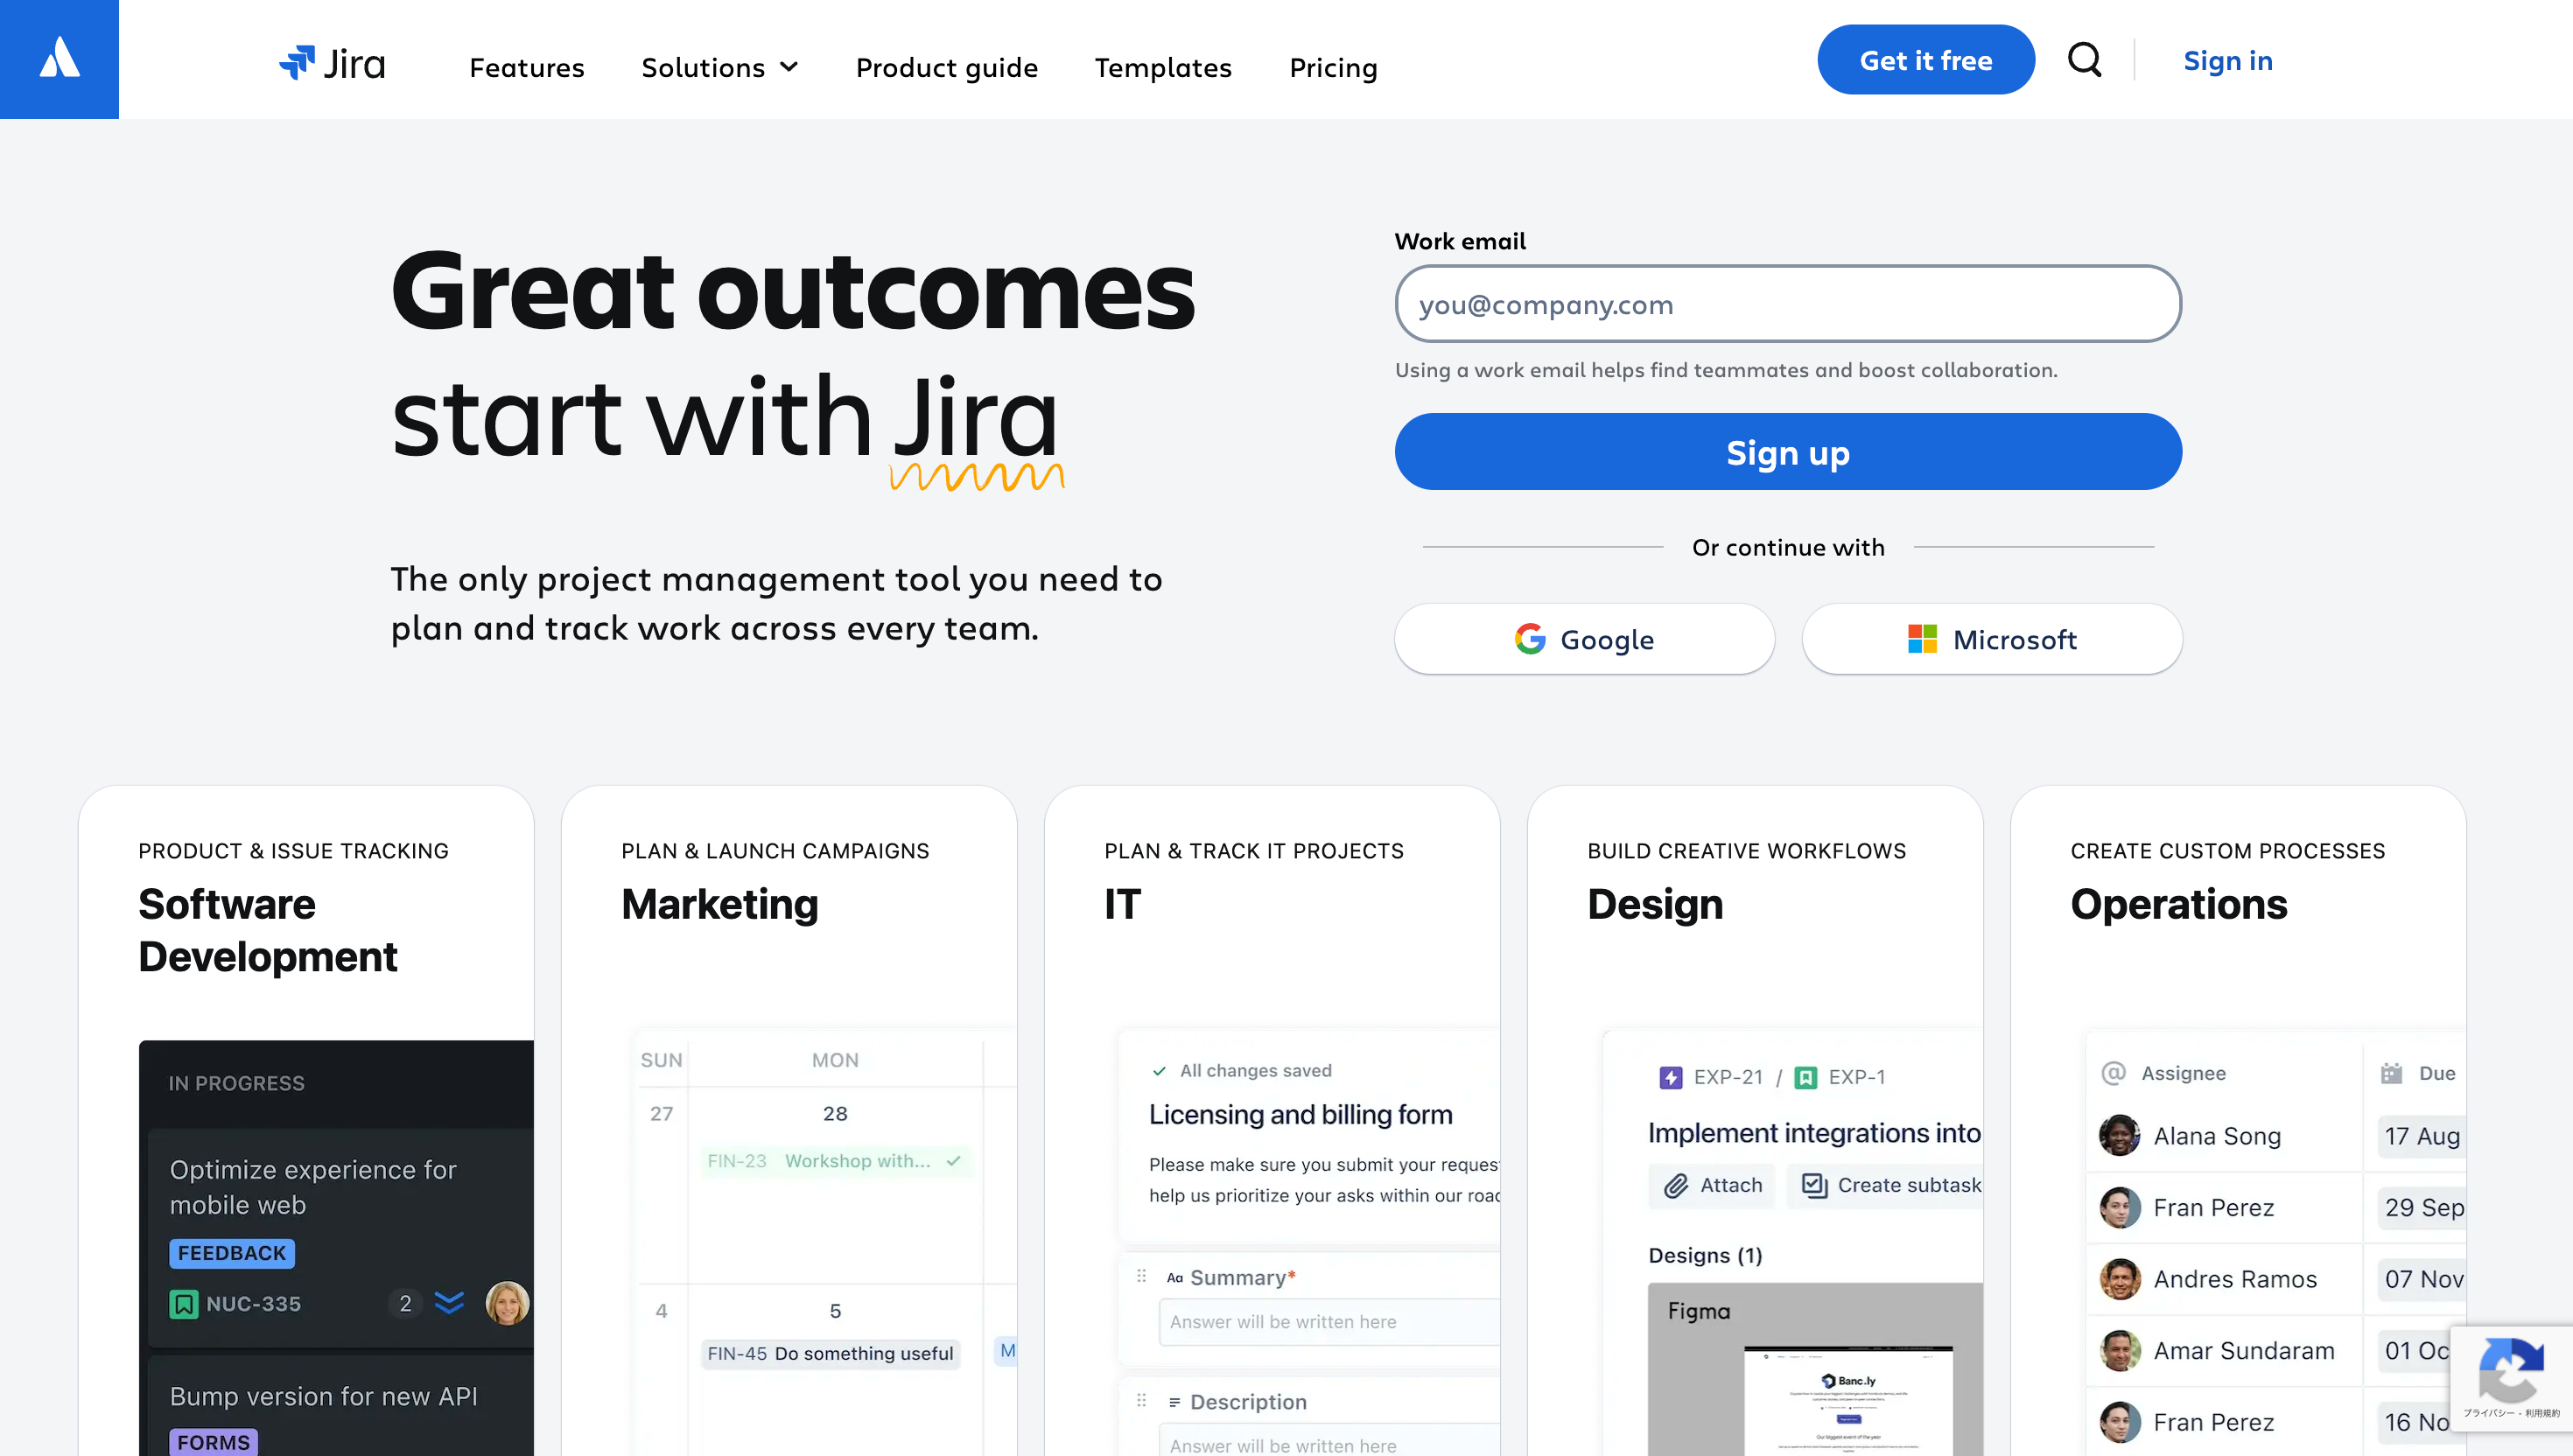 Jira
Features
Solutions
Product guide
Templates
Pricing
Get it free
Sign in
Great outcomes
start with Jira
The only project management tool you need to
plan and track work across every team.
Work email
you@company.com
Using a work email helps find teammates and boost collaboration.
Sign up
Or continue with
Google
Microsoft
PRODUCT & ISSUE TRACKING
Software
Development
IN PROGRESS
Optimize experience for
mobile web
FEEDBACK
NUC-335
2
Bump version for new API
FORMS
PLAN & LAUNCH CAMPAIGNS
Marketing
SUN
MON
27
28
FIN-23 Workshop with...
4
5
FIN-45 Do something useful
M
PLAN & TRACK IT PROJECTS
IT
All changes saved
Licensing and billing form
Please make sure you submit your reques
help us prioritize your asks within our roa
Aa Summary*
Answer will be written here
Description
Answer will be written here
BUILD CREATIVE WORKFLOWS
Design
EXP-21 / EXP-1
Implement integrations into
Attach
Create subtask
Designs (1)
Figma
Banc.ly
Our biggest event of the year
CREATE CUSTOM PROCESSES
Operations
@ Assignee
Due
Alana Song
17 Aug
Fran Perez
29 Sep
Andres Ramos
07 Nov
Amar Sundaram
01 Oc
Fran Perez
16 No
プライバシー - 利用規約